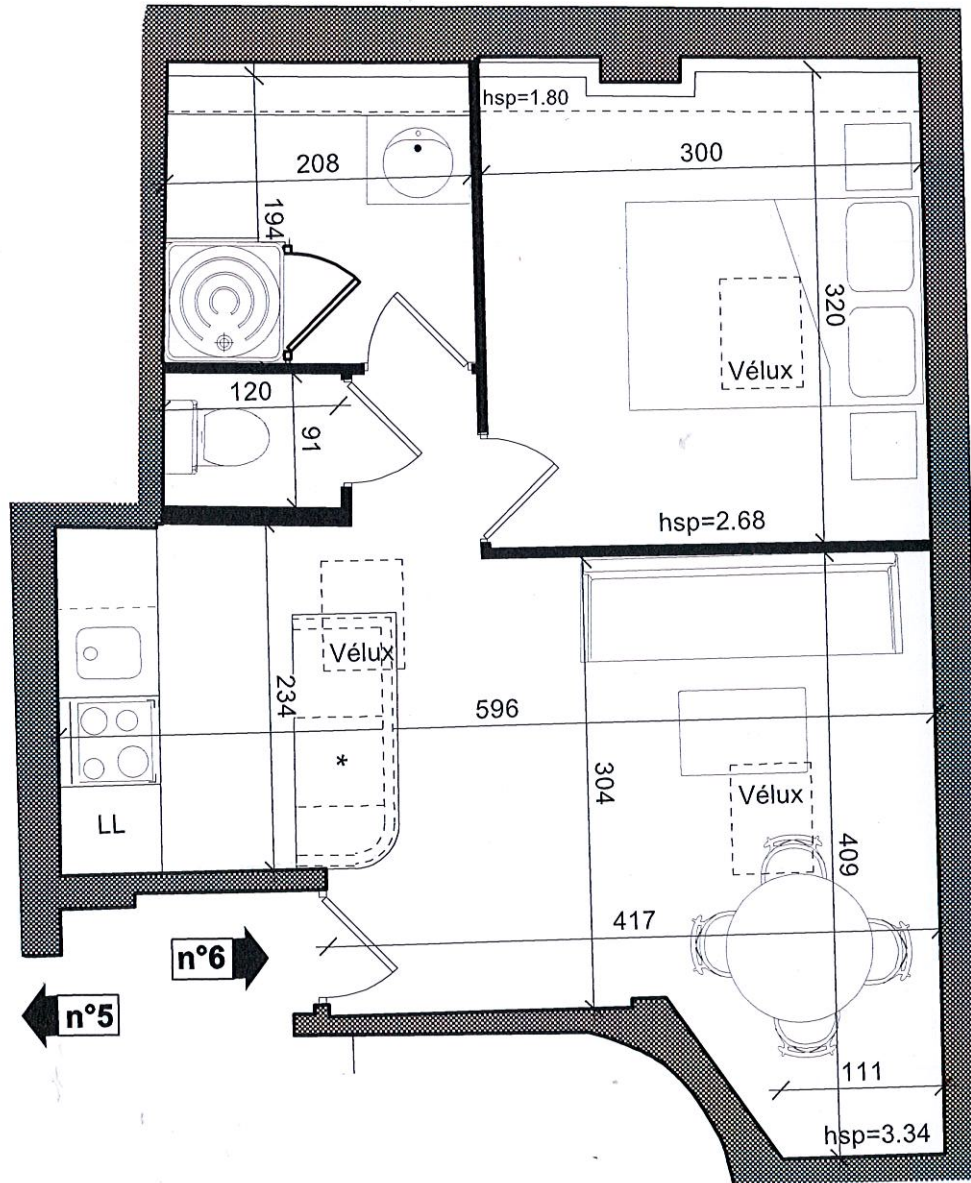 hsp=1.80
208
300
194
320
Vélux
120
91
hsp=2.68
Vélux
234
*
596
304
Vélux
LL
409
417
n°6
n°5
111
hsp=3.34